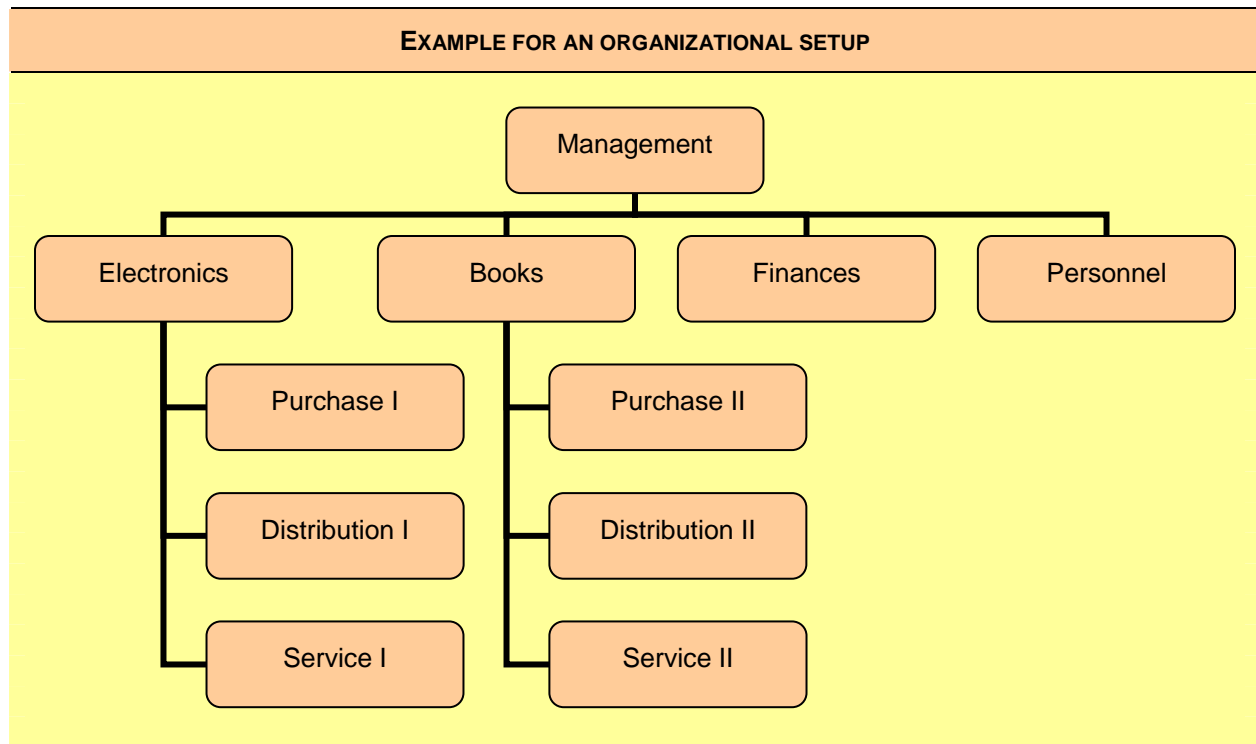 EXAMPLE FOR AN ORGANIZATIONAL SETUP
Management
Electronics
Books
Finances
Personnel
Purchase I
Purchase II
Distribution I
Distribution II
Service I
Service II